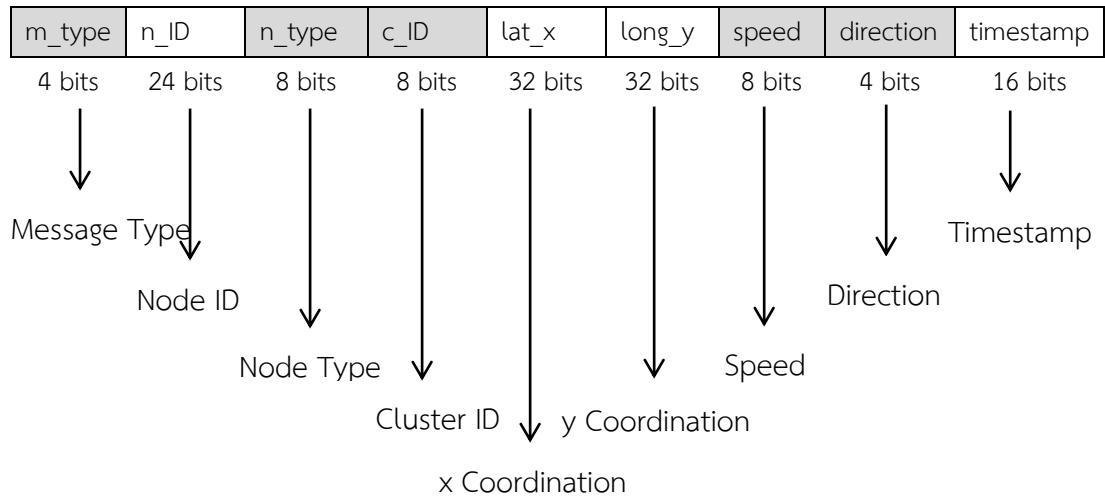 m_type n_ID n_type c_ID lat_x long_y speed direction timestamp
4 bits 24 bits 8 bits 8 bits 32 bits 32 bits 8 bits 4 bits 16 bits
Message Type Timestamp
Node ID Direction
Node Type Speed
Cluster ID y Coordination
x Coordination